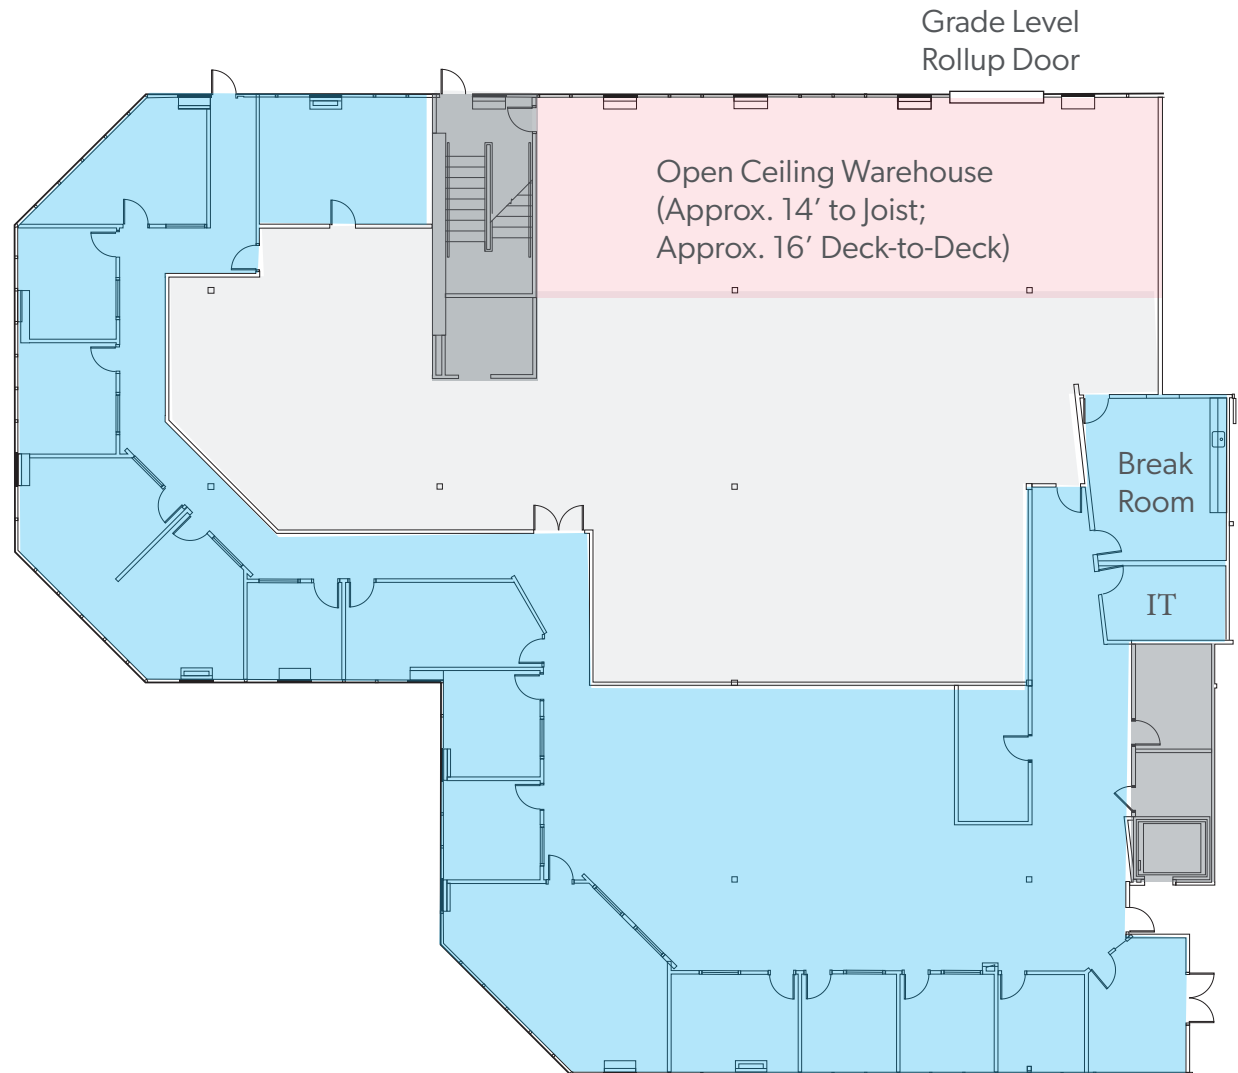 Grade Level
Rollup Door
Open Ceiling Warehouse
(Approx. 14’ to Joist;
Approx. 16’ Deck-to-Deck)
Break
Room
IT